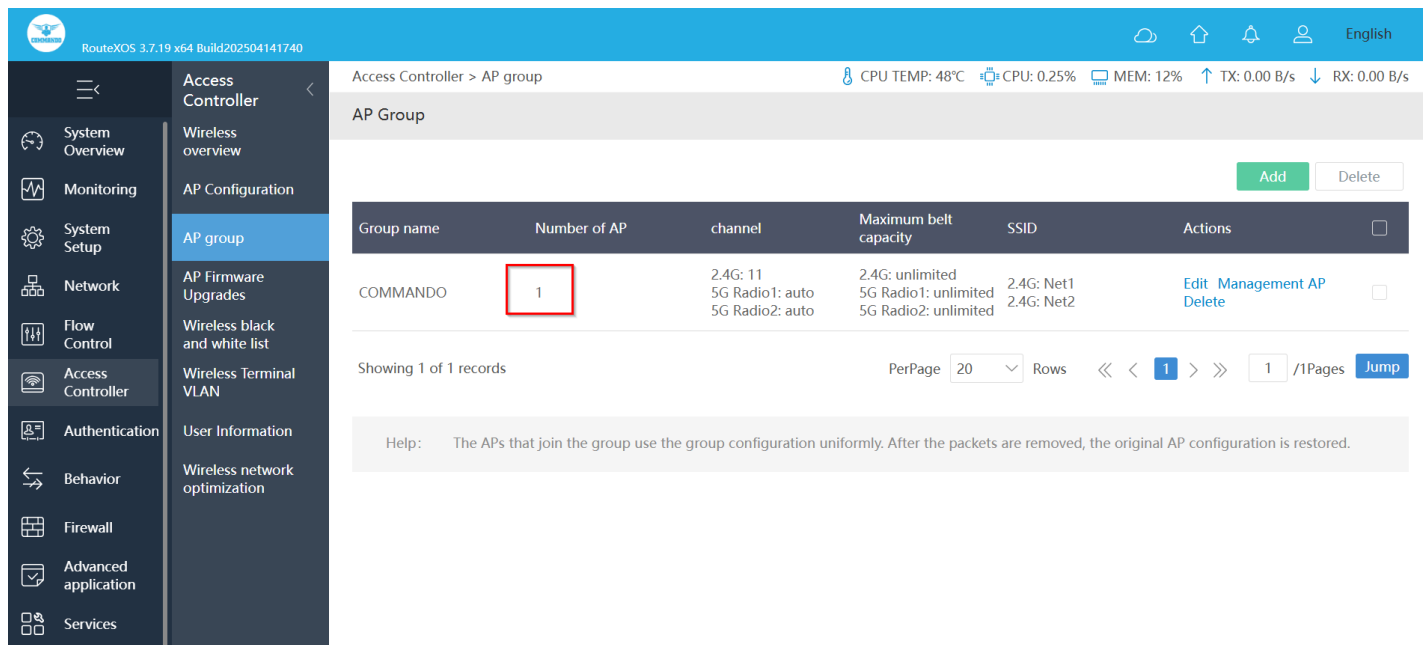 COMMANDO
RouteXOS 3.7.19 x64 Build202504141740
English
System
Overview
Monitoring
System
Setup
Network
Flow
Control
Access
Controller
Authentication
Behavior
Firewall
Advanced
application
Services
Access
Controller
Wireless
overview
AP Configuration
AP group
AP Firmware
Upgrades
Wireless black
and white list
Wireless Terminal
VLAN
User Information
Wireless network
optimization
Access Controller > AP group
CPU TEMP: 48℃ CPU: 0.25% MEM: 12% TX: 0.00 B/s RX: 0.00 B/s
AP Group
Add Delete
Group name Number of AP channel Maximum belt capacity SSID Actions
COMMANDO 1
2.4G: 11
5G Radio1: auto
5G Radio2: auto
2.4G: unlimited
5G Radio1: unlimited
5G Radio2: unlimited
2.4G: Net1
2.4G: Net2
Edit Management AP
Delete
Showing 1 of 1 records
PerPage 20 Rows 1 1 /1Pages Jump
Help: The APs that join the group use the group configuration uniformly. After the packets are removed, the original AP configuration is restored.